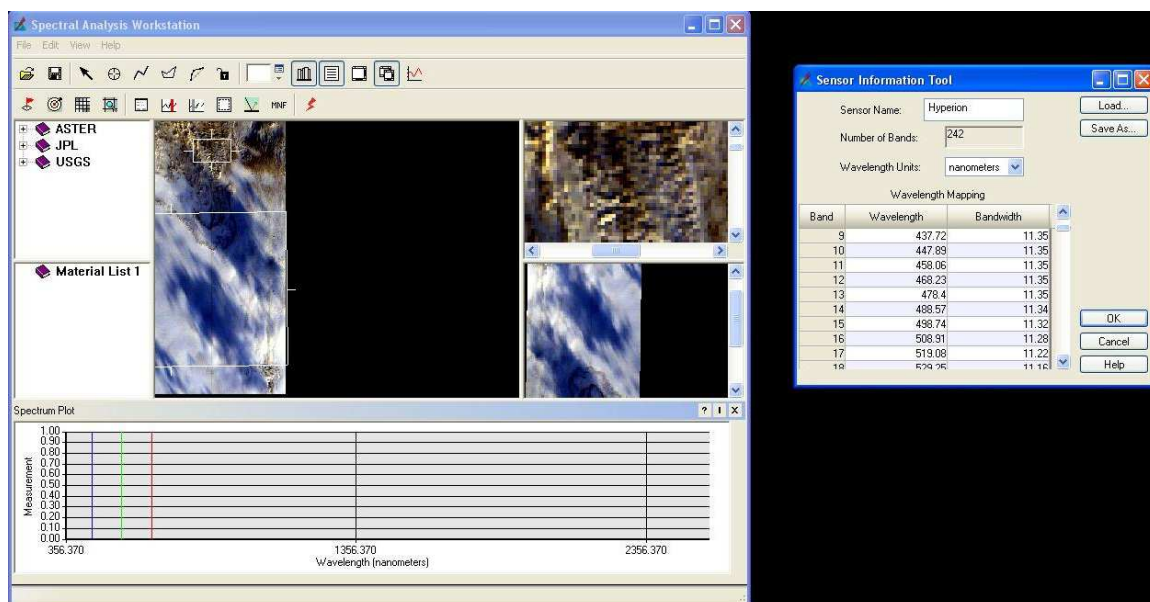 Spectral Analysis Workstation
File Edit View Help
MNF
ASTER
JPL
USGS
Material List 1
Spectrum Plot
1.00
0.90
0.80
0.70
0.60
0.50
0.40
0.30
0.20
0.10
0.00
Measurement
356.370 1356.370 2356.370
Wavelength (nanometers)
Sensor Information Tool
Sensor Name: Hyperion Load...
Number of Bands: 242 Save As...
Wavelength Units: nanometers
Wavelength Mapping
Band Wavelength Bandwidth
9 437.72 11.35
10 447.89 11.35
11 458.06 11.35
12 468.23 11.35
13 478.4 11.35
14 488.57 11.34
15 498.74 11.32
16 508.91 11.28
17 519.08 11.22
18 529.25 11.16
OK
Cancel
Help